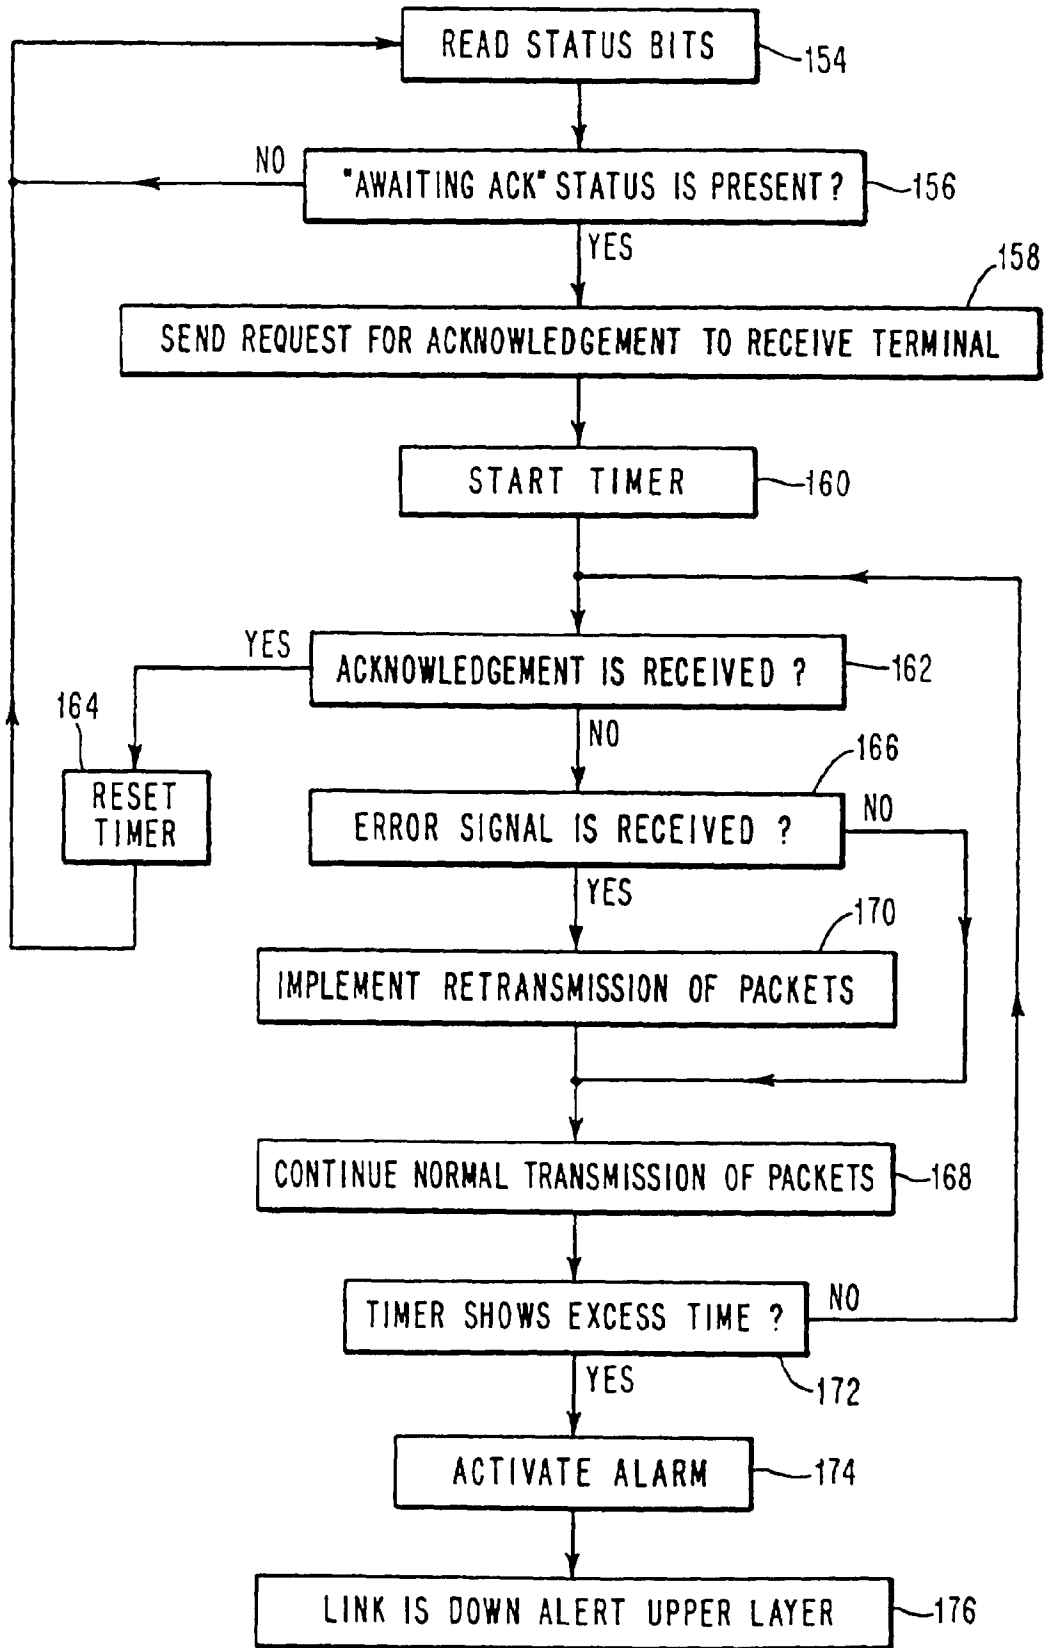 READ STATUS BITS
154
NO
"AWAITING ACK" STATUS IS PRESENT?
156
YES
158
SEND REQUEST FOR ACKNOWLEDGEMENT TO RECEIVE TERMINAL
START TIMER
160
YES
ACKNOWLEDGEMENT IS RECEIVED ?
162
164
NO
166
RESET
TIMER
ERROR SIGNAL IS RECEIVED ?
NO
YES
170
IMPLEMENT RETRANSMISSION OF PACKETS
CONTINUE NORMAL TRANSMISSION OF PACKETS
168
TIMER SHOWS EXCESS TIME ?
NO
YES
172
ACTIVATE ALARM
174
LINK IS DOWN ALERT UPPER LAYER
176